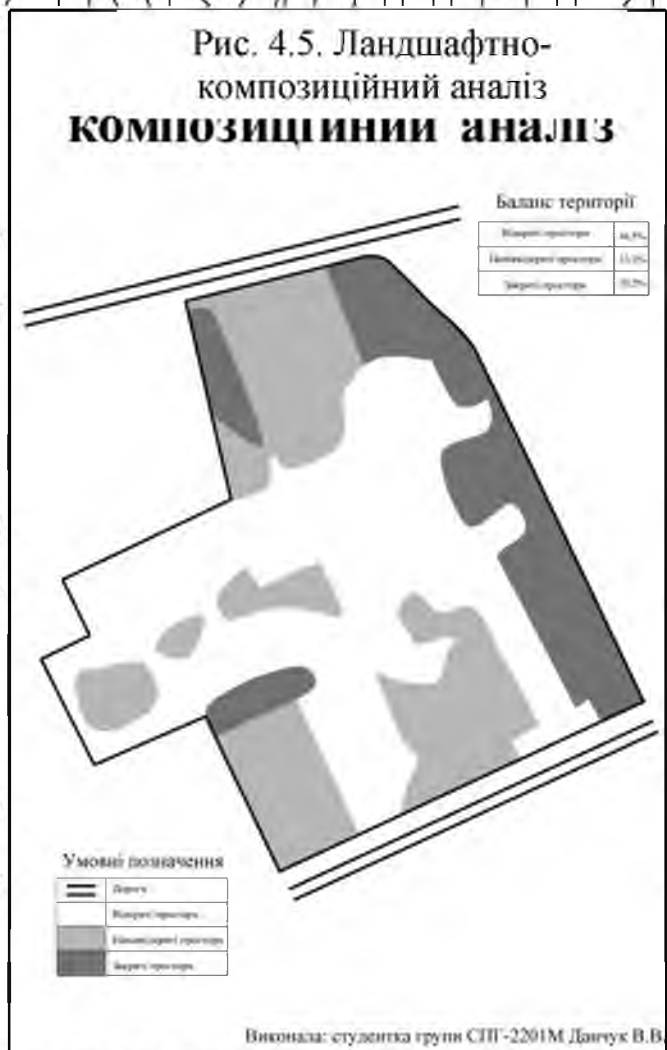 Рис. 4.5. Ландшафтно-
композиційний аналіз
композиційний аналіз
Баланс території
Відкриті простори
Напіввідкриті простори
Закриті простори
Умовні позначення
Дороги
Відкриті простори
Напіввідкриті простори
Закриті простори
Виконала: студентка групи СПГ-2201М Данчук В.В.